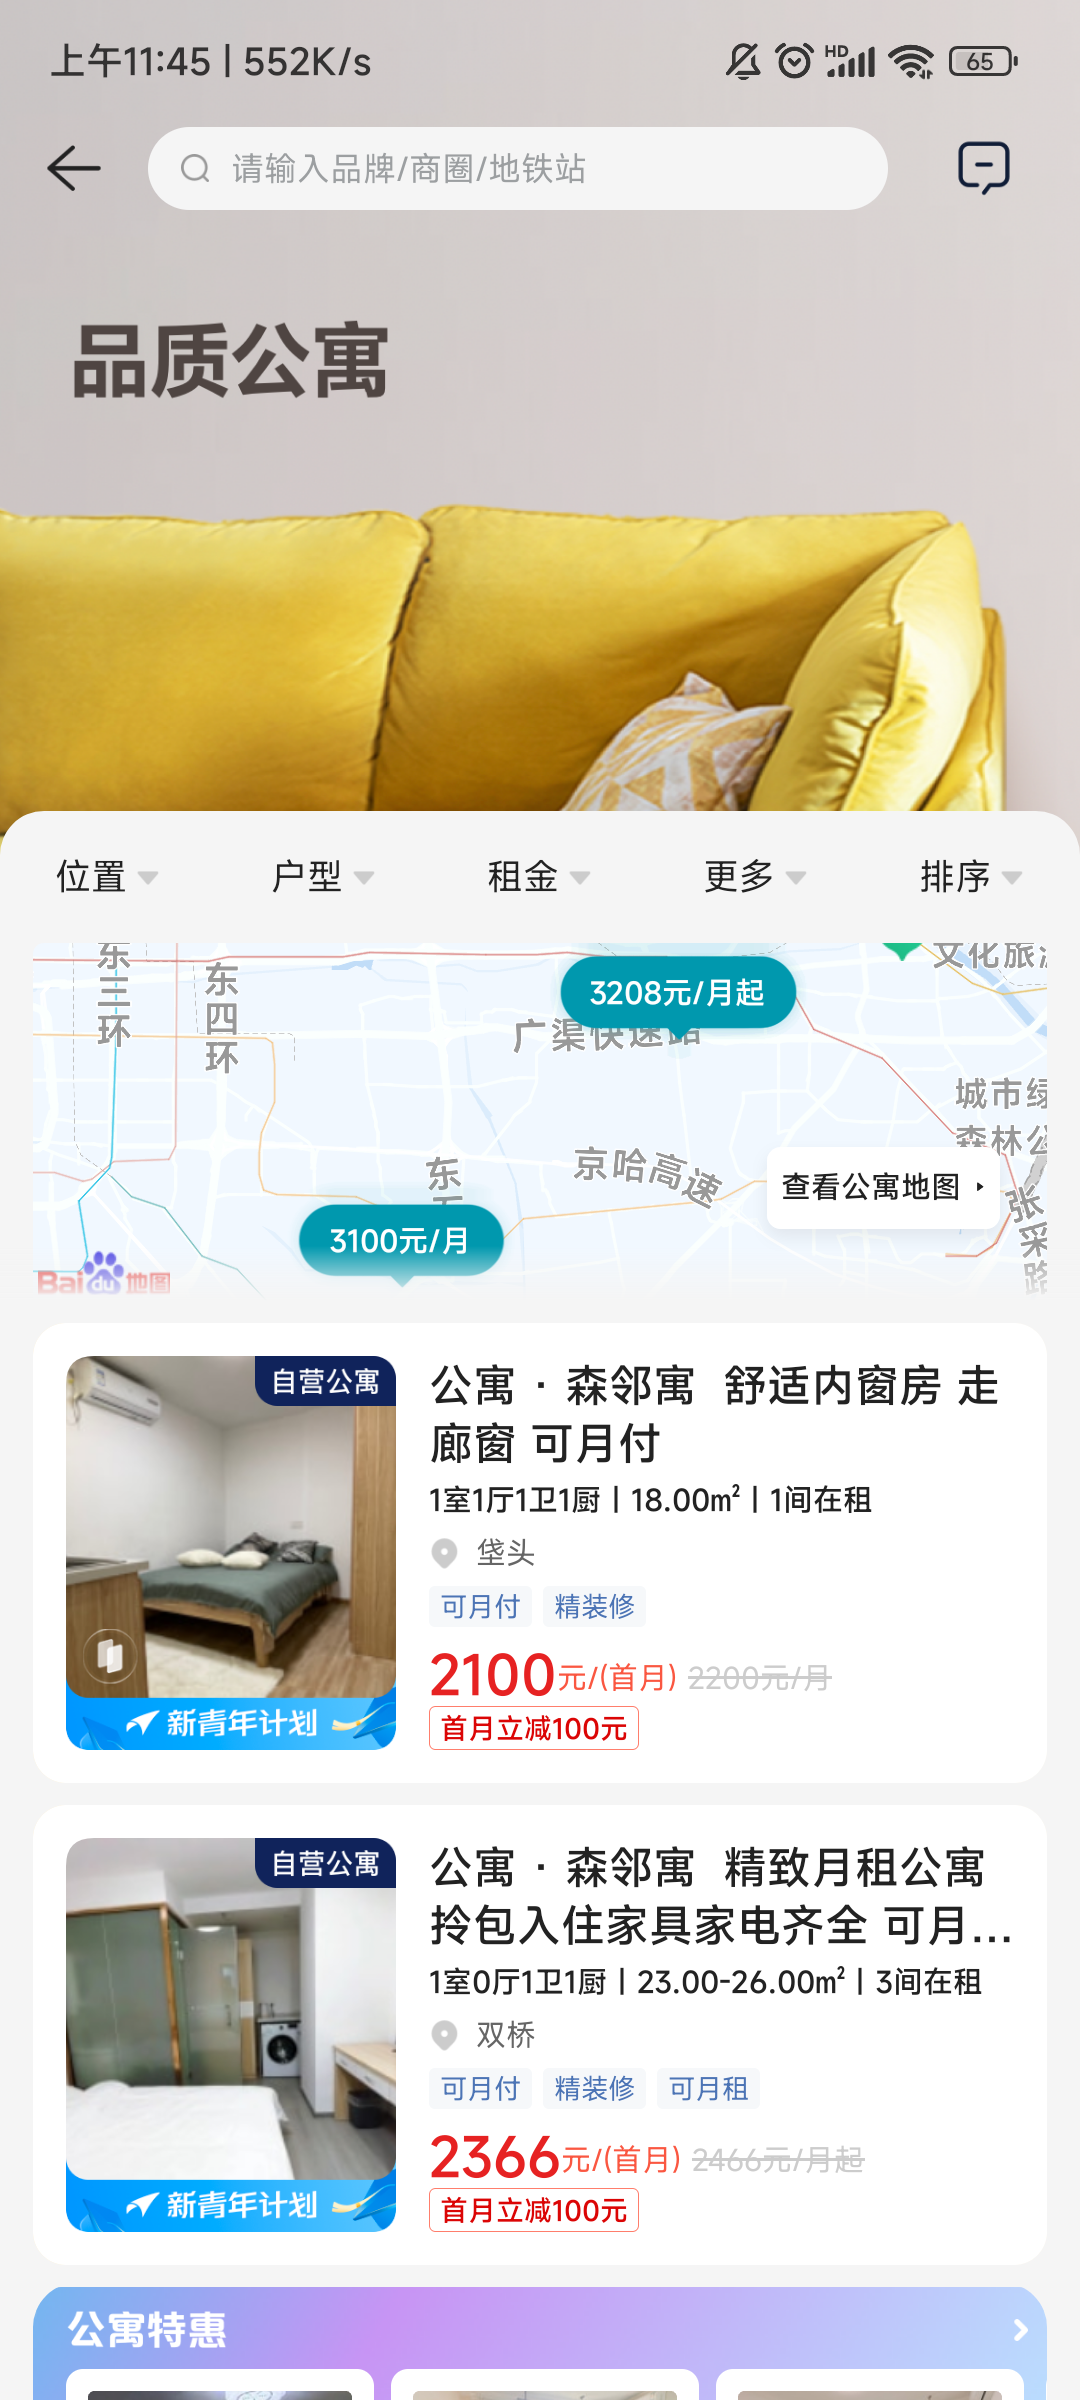 上午11:45 | 552K/s
HD
65
请输入品牌/商圈/地铁站
品质公寓
位置
户型
租金
更多
排序
东三环
东四环
3208元/月起
广渠快速路
文化旅游
城市绿
森林公
京哈高速
东五
查看公寓地图
张采路
3100元/月
Bai du 地图
自营公寓
公寓 · 森邻寓 舒适内窗房 走
廊窗 可月付
1室1厅1卫1厨 | 18.00㎡ | 1间在租
垡头
可月付 精装修
2100元/(首月) 2200元/月
首月立减100元
新青年计划
自营公寓
公寓 · 森邻寓 精致月租公寓
拎包入住家具家电齐全 可月...
1室0厅1卫1厨 | 23.00-26.00㎡ | 3间在租
双桥
可月付 精装修 可月租
2366元/(首月) 2466元/月起
首月立减100元
新青年计划
公寓特惠